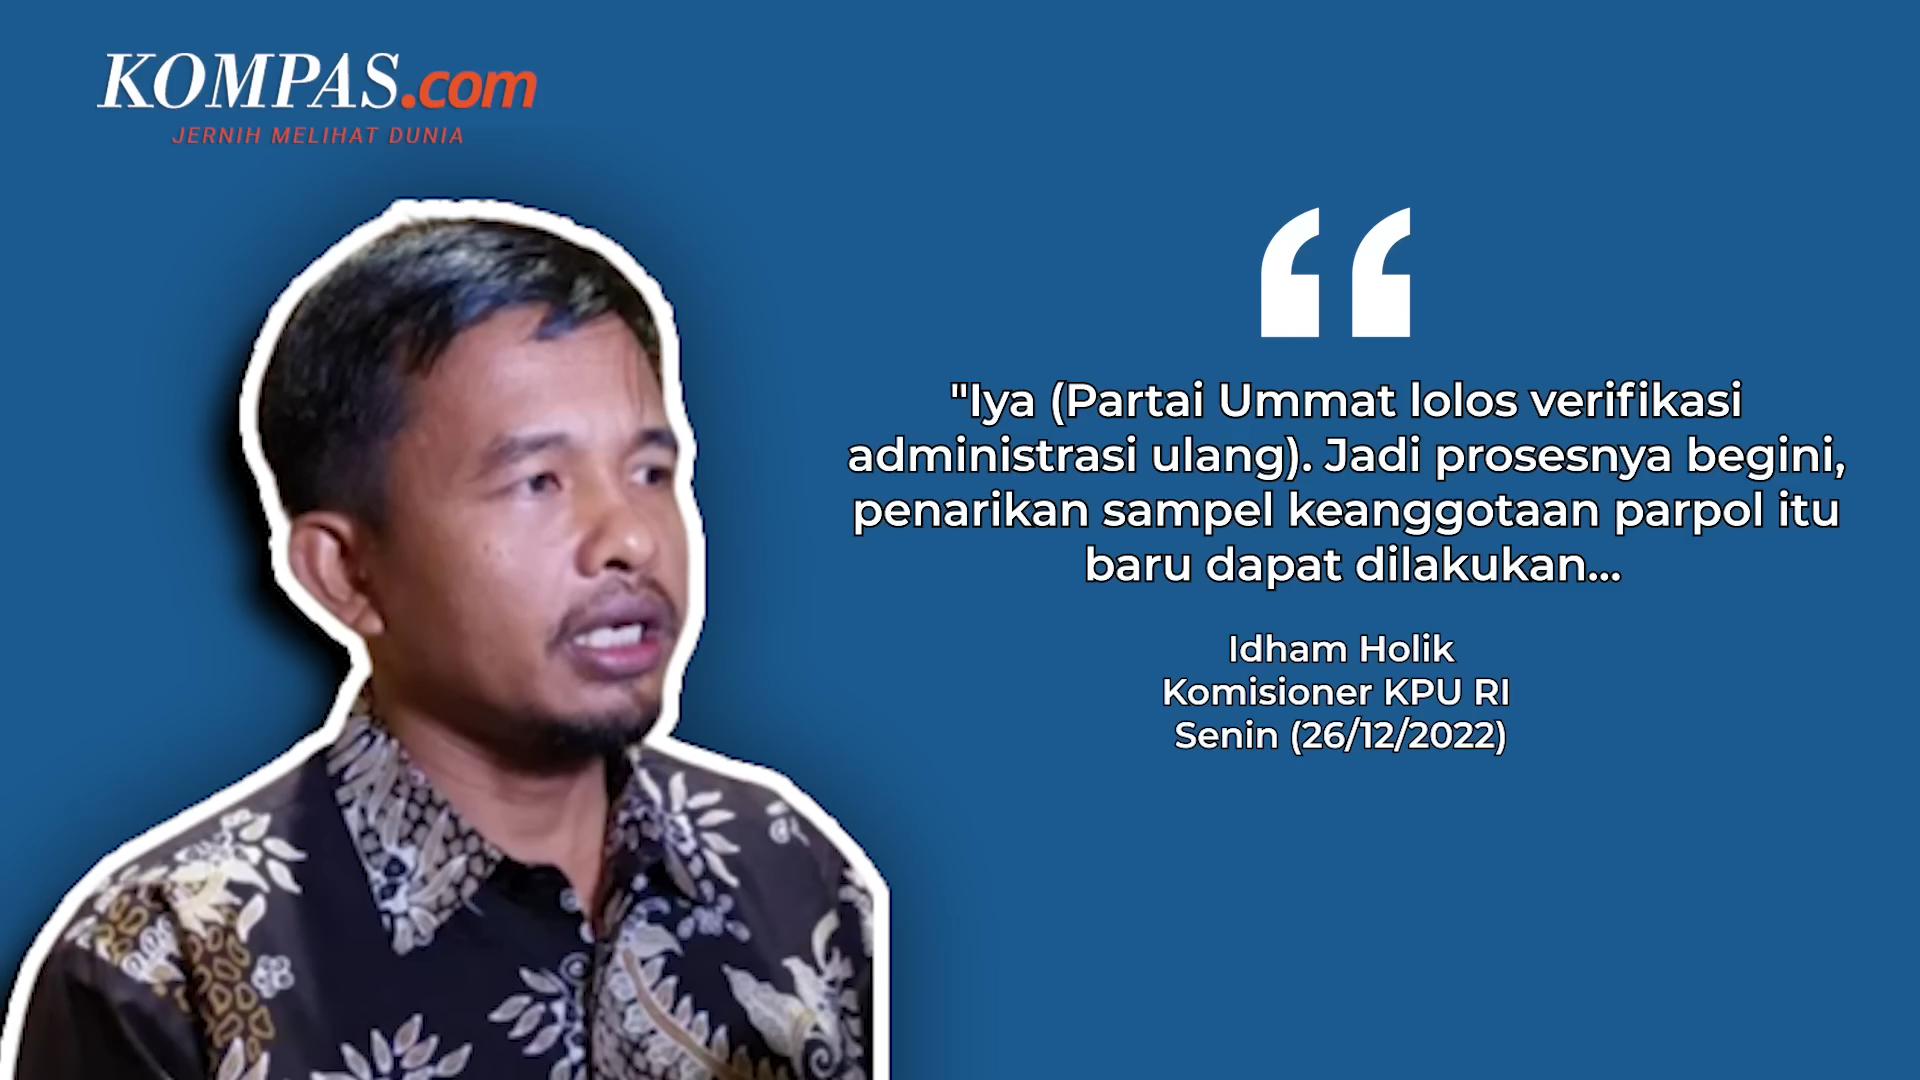 KOMPAS.com
JERNIH MELIHAT DUNIA
"Iya (Partai Ummat lolos verifikasi
administrasi ulang). Jadi prosesnya begini,
penarikan sampel keanggotaan parpol itu
baru dapat dilakukan...
Idham Holik
Komisioner KPU RI
Senin (26/12/2022)